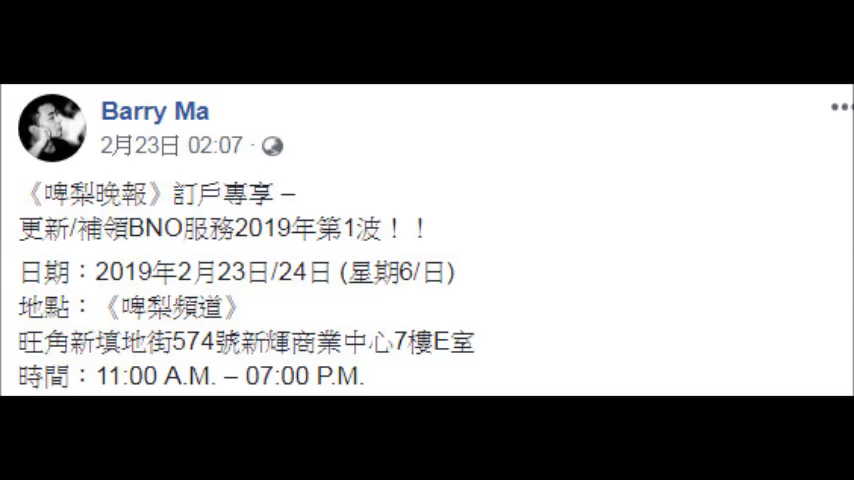 Barry Ma
2月23日 02:07 ·
《啤梨晚報》訂戶專享 –
更新/補領BNO服務2019年第1波！！
日期：2019年2月23日/24日 (星期6/日)
地點：《啤梨頻道》
旺角新填地街574號新輝商業中心7樓E室
時間：11:00 A.M. – 07:00 P.M.